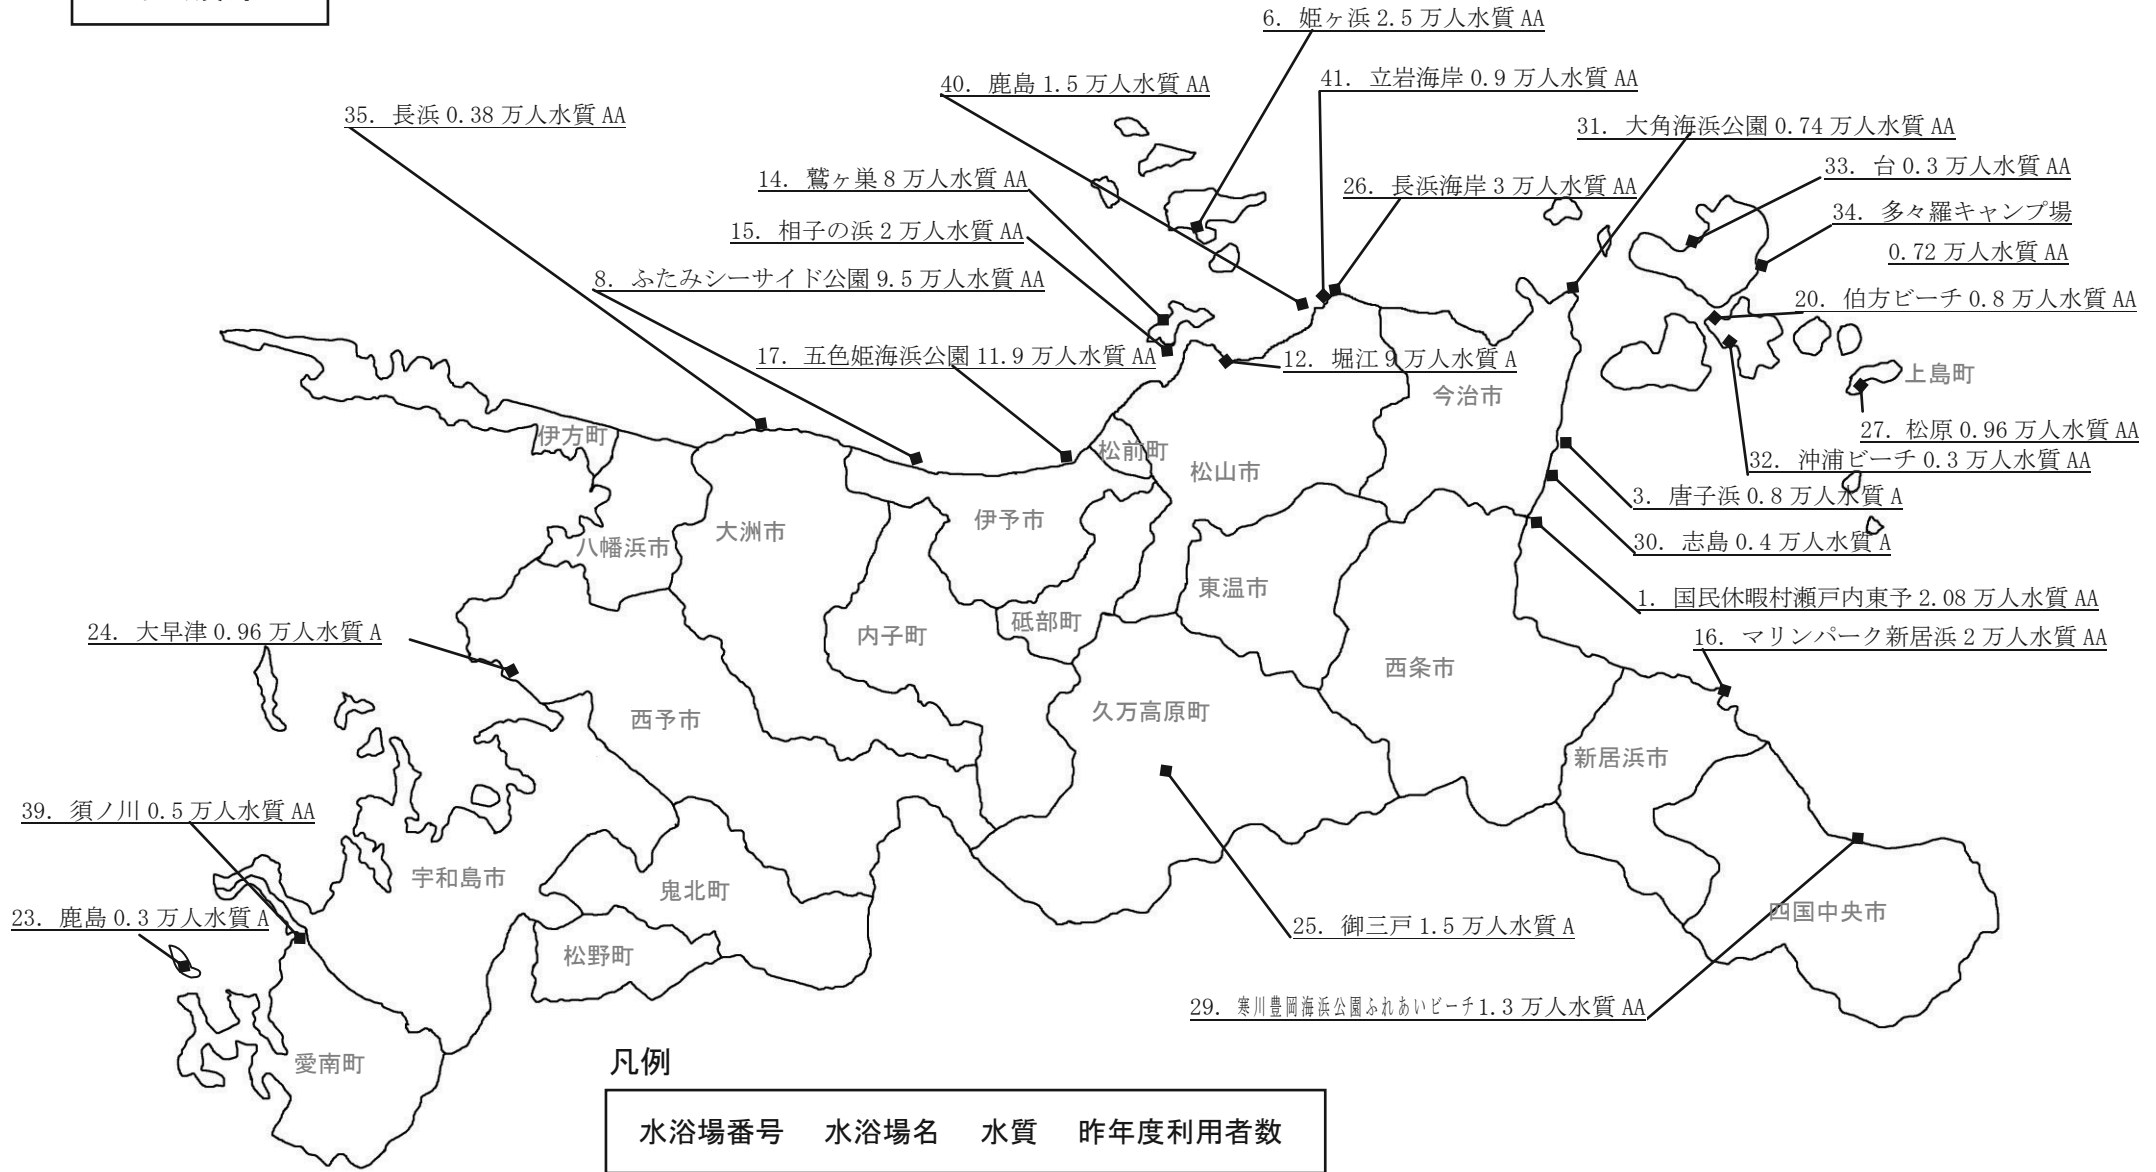 6. 姫ヶ浜 2.5 万人水質 AA
40. 鹿島 1.5 万人水質 AA
41. 立岩海岸 0.9 万人水質 AA
35. 長浜 0.38 万人水質 AA
31. 大角海浜公園 0.74 万人水質 AA
14. 鷲ヶ巣 8 万人水質 AA
26. 長浜海岸 3 万人水質 AA
33. 台 0.3 万人水質 AA
15. 相子の浜 2 万人水質 AA
34. 多々羅キャンプ場
0.72 万人水質 AA
8. ふたみシーサイド公園 9.5 万人水質 AA
20. 伯方ビーチ 0.8 万人水質 AA
17. 五色姫海浜公園 11.9 万人水質 AA
12. 堀江 9 万人水質 A
上島町
今治市
伊方町
松前町
27. 松原 0.96 万人水質 AA
松山市
32. 沖浦ビーチ 0.3 万人水質 AA
3. 唐子浜 0.8 万人水質 A
大洲市
伊予市
八幡浜市
30. 志島 0.4 万人水質 A
東温市
1. 国民休暇村瀬戸内東予 2.08 万人水質 AA
24. 大早津 0.96 万人水質 A
内子町
砥部町
16. マリンパーク新居浜 2 万人水質 AA
西条市
西予市
久万高原町
新居浜市
39. 須ノ川 0.5 万人水質 AA
宇和島市
鬼北町
23. 鹿島 0.3 万人水質 A
25. 御三戸 1.5 万人水質 A
四国中央市
松野町
29. 寒川豊岡海浜公園ふれあいビーチ 1.3 万人水質 AA
愛南町
凡例
水浴場番号 水浴場名 水質 昨年度利用者数